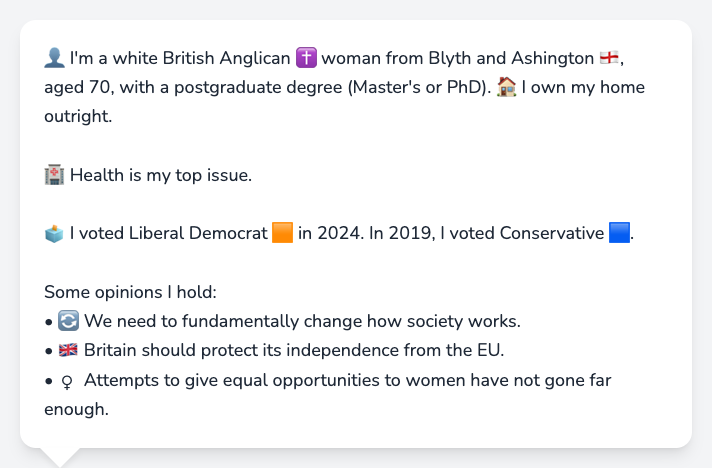 👤 I'm a white British Anglican ✝️ woman from Blyth and Ashington 🏴󠁧󠁢󠁥󠁮󠁧󠁿,
aged 70, with a postgraduate degree (Master's or PhD). 🏠 I own my home
outright.
🏥 Health is my top issue.
🗳️ I voted Liberal Democrat 🟧 in 2024. In 2019, I voted Conservative 🟦.
Some opinions I hold:
• 🔄 We need to fundamentally change how society works.
• 🇬🇧 Britain should protect its independence from the EU.
• ♀ Attempts to give equal opportunities to women have not gone far
enough.